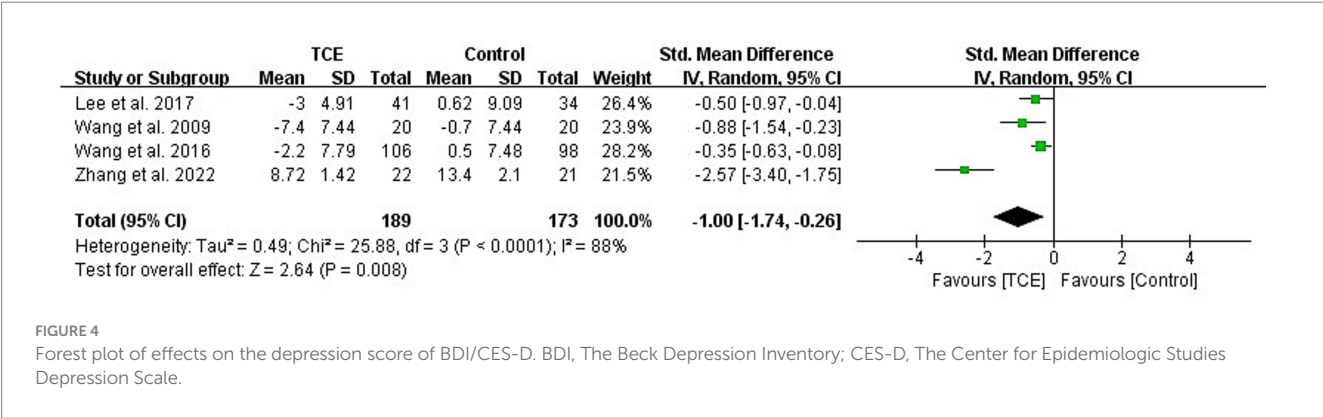 TCE Control Std. Mean Difference Std. Mean Difference
Study or Subgroup Mean SD Total Mean SD Total Weight IV, Random, 95% CI IV, Random, 95% CI
Lee et al. 2017 -3 4.91 41 0.62 9.09 34 26.4% -0.50 [-0.97, -0.04]
Wang et al. 2009 -7.4 7.44 20 -0.7 7.44 20 23.9% -0.88 [-1.54, -0.23]
Wang et al. 2016 -2.2 7.79 106 0.5 7.48 98 28.2% -0.35 [-0.63, -0.08]
Zhang et al. 2022 8.72 1.42 22 13.4 2.1 21 21.5% -2.57 [-3.40, -1.75]
Total (95% CI) 189 173 100.0% -1.00 [-1.74, -0.26]
Heterogeneity: Tau² = 0.49; Chi² = 25.88, df = 3 (P < 0.0001); I² = 88%
Test for overall effect: Z = 2.64 (P = 0.008)
-4 -2 0 2 4
Favours [TCE] Favours [Control]
FIGURE 4
Forest plot of effects on the depression score of BDI/CES-D. BDI, The Beck Depression Inventory; CES-D, The Center for Epidemiologic Studies
Depression Scale.